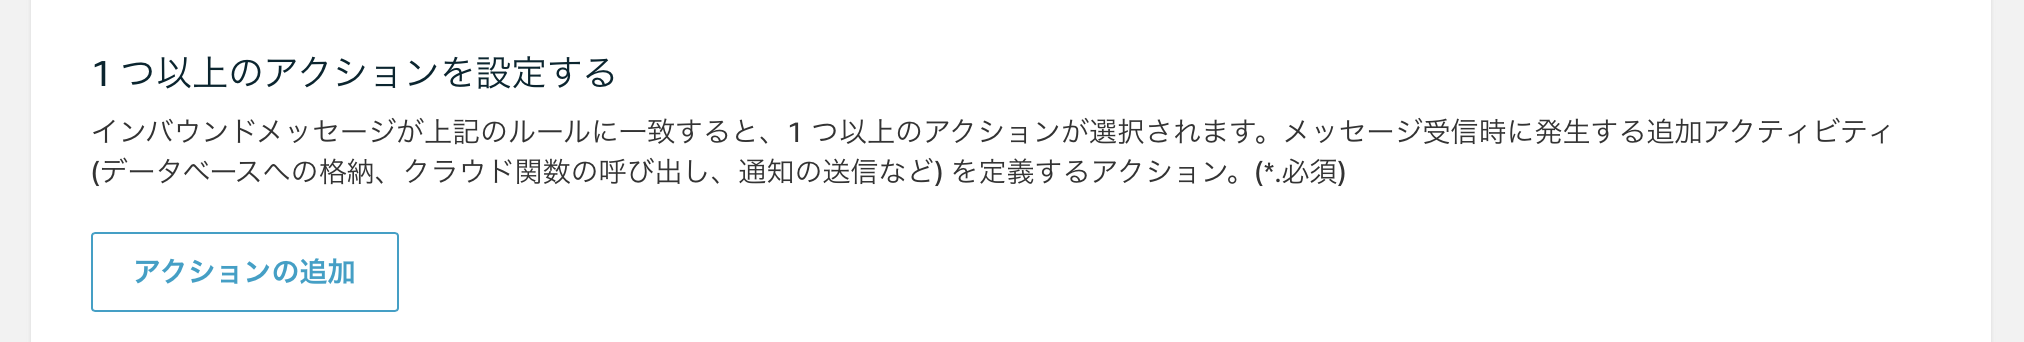 1 つ以上のアクションを設定する
インバウンドメッセージが上記のルールに一致すると、1 つ以上のアクションが選択されます。メッセージ受信時に発生する追加アクティビティ
(データベースへの格納、クラウド関数の呼び出し、通知の送信など) を定義するアクション。(*.必須)
アクションの追加